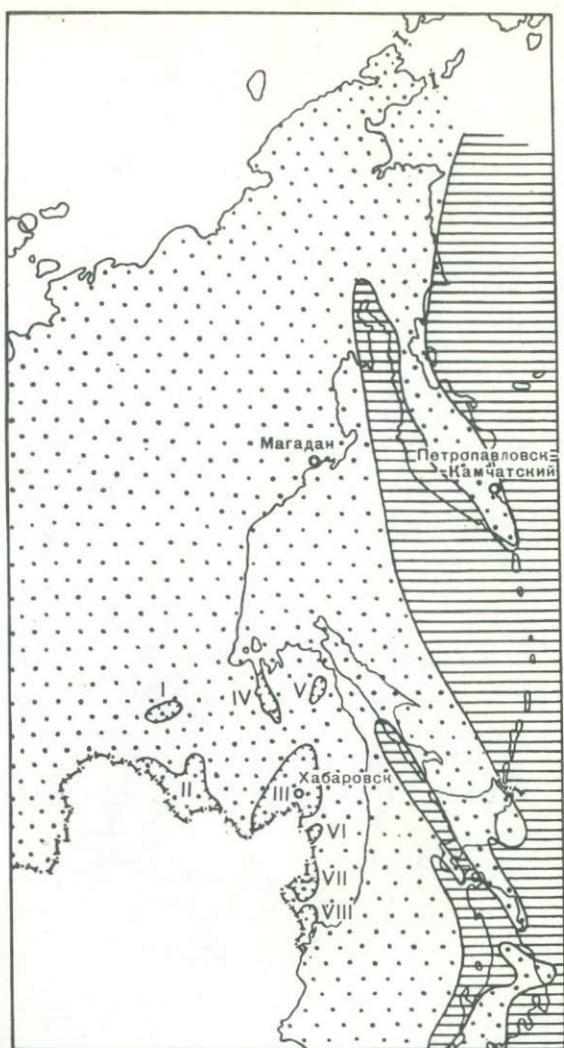 Магадан
Петропавловск-
Камчатский
I
IV
V
II
III
Хабаровск
VI
VII
VIII